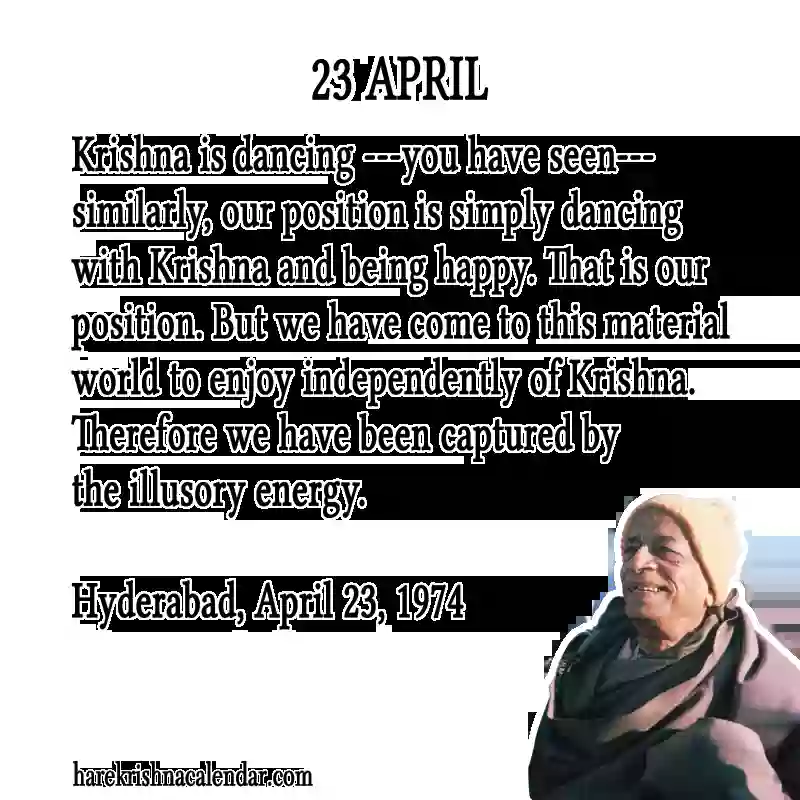 23 APRIL
Krishna is dancing ---you have seen---
similarly, our position is simply dancing
with Krishna and being happy. That is our
position. But we have come to this material
world to enjoy independently of Krishna.
Therefore we have been captured by
the illusory energy.
Hyderabad, April 23, 1974
harekrishnacalendar.com